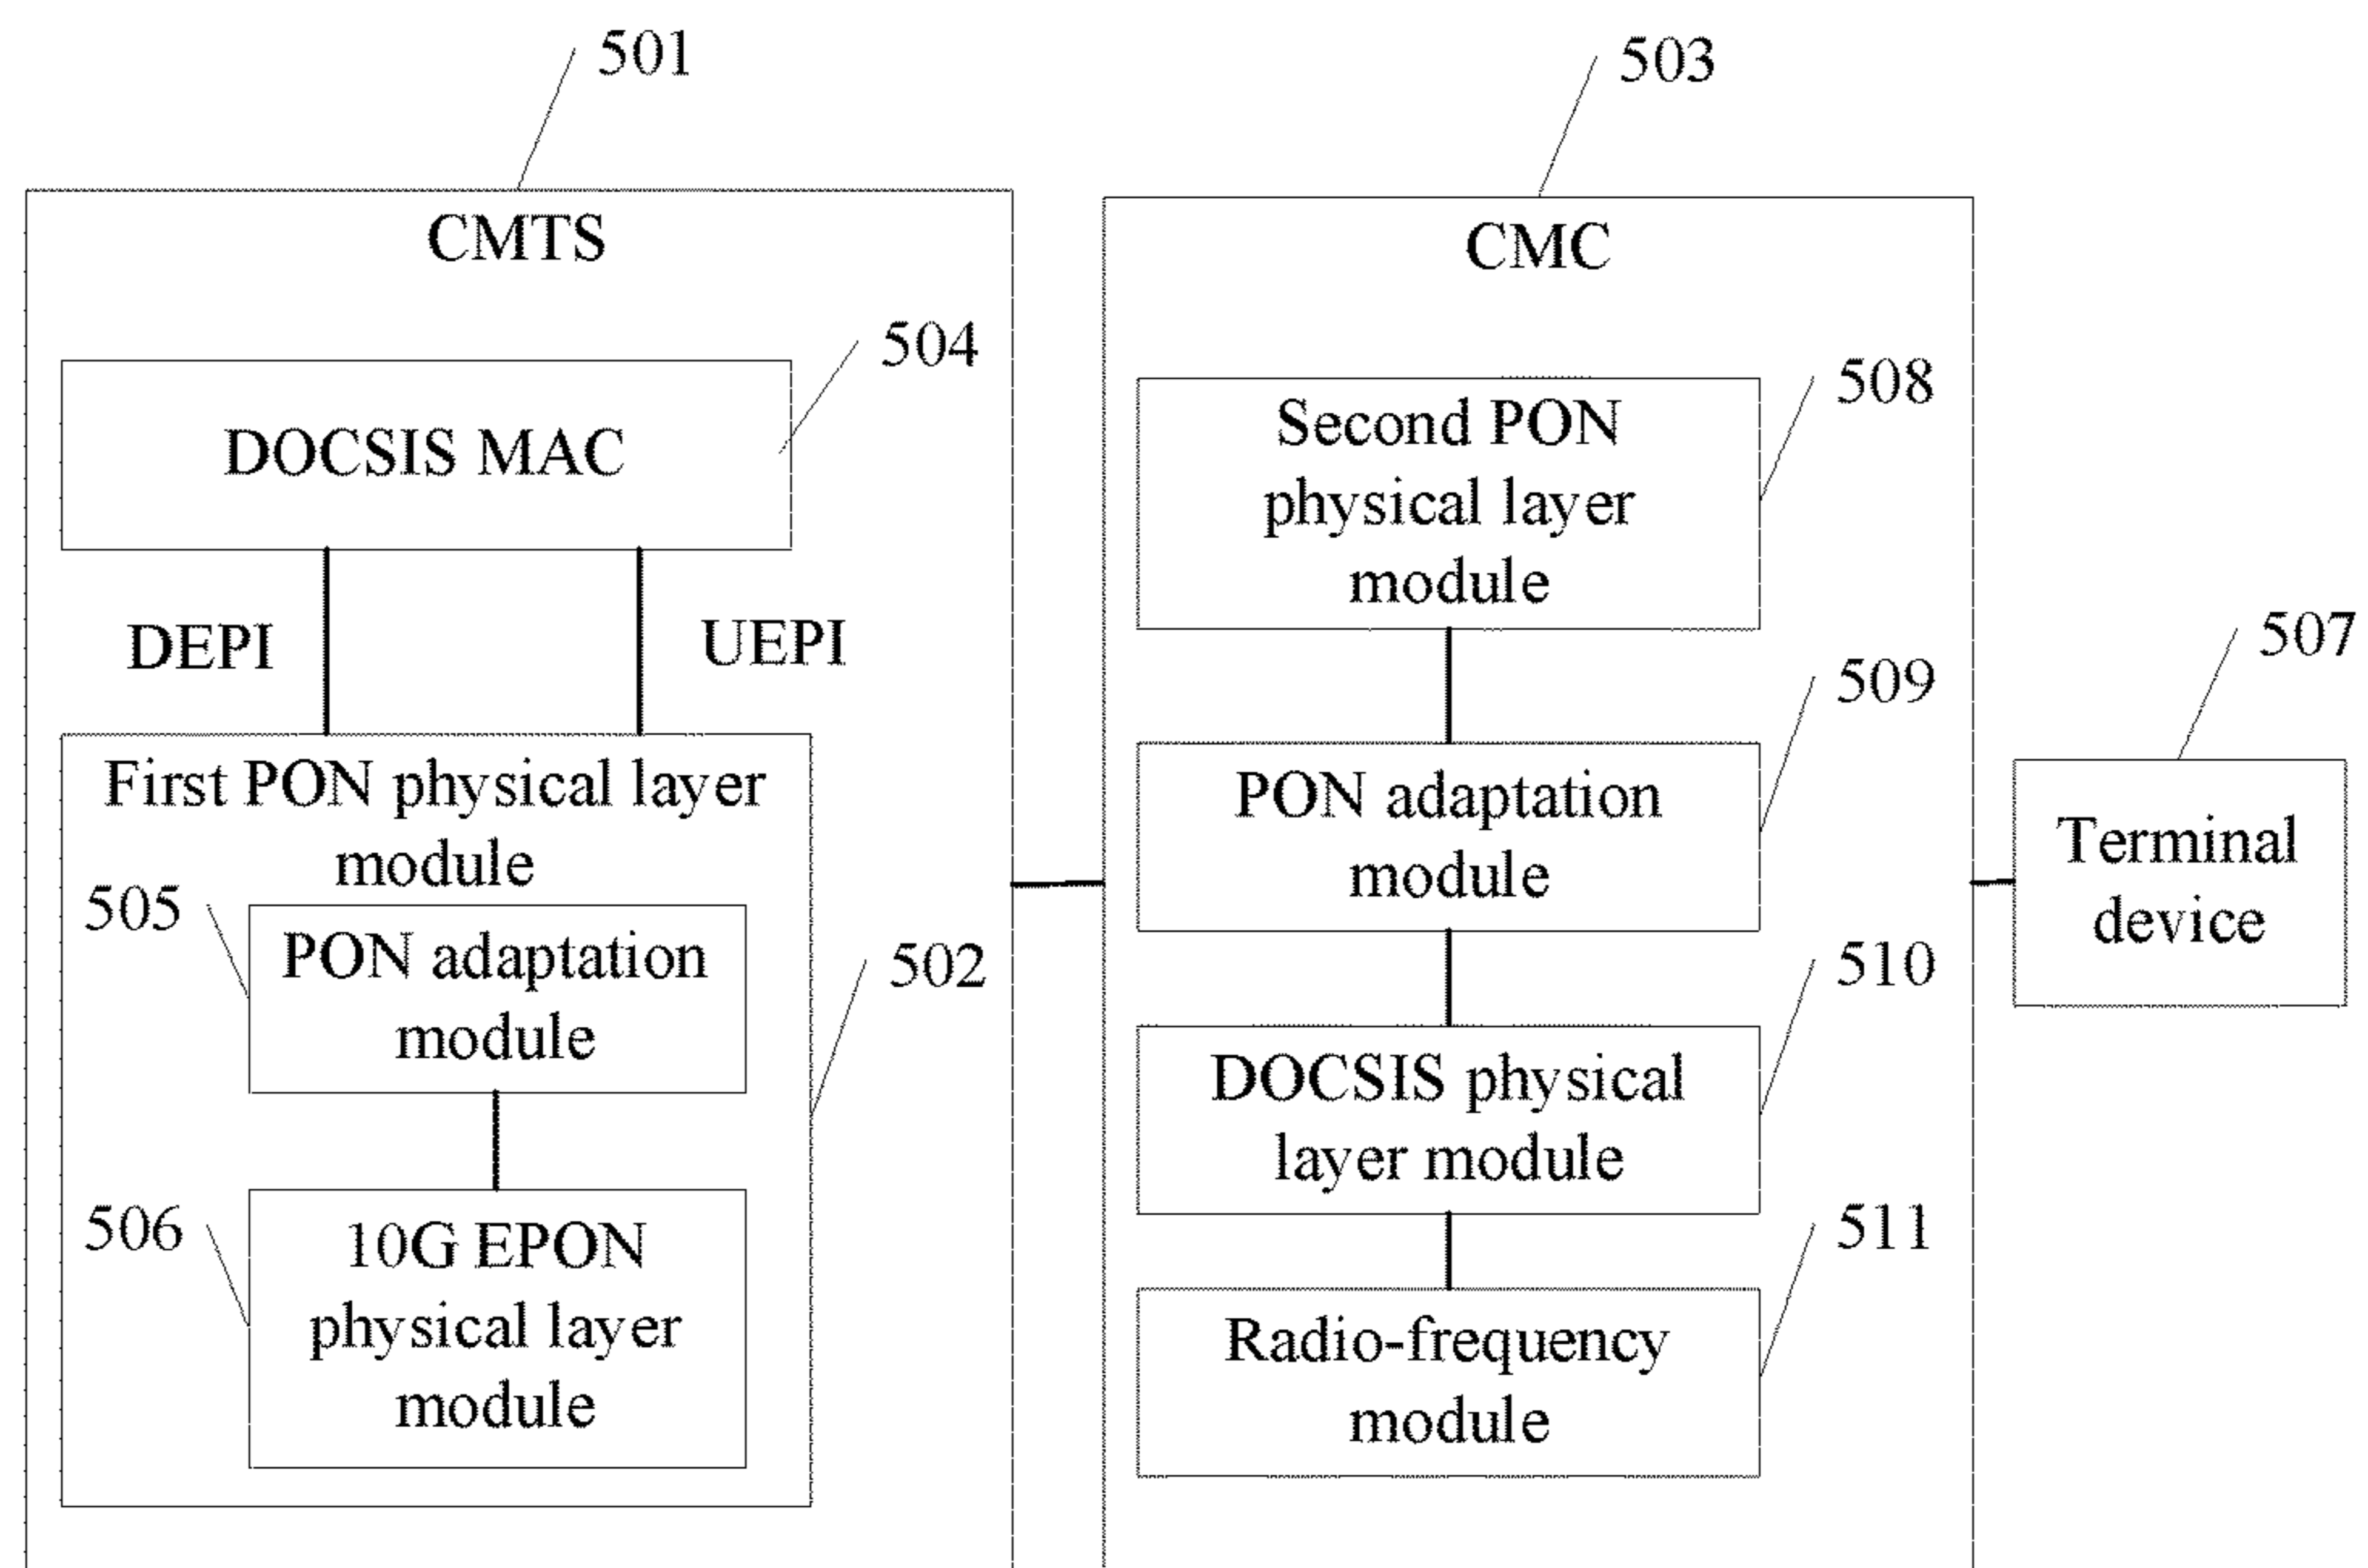 501
503
CMTS
504
DOCSIS MAC
DEPI
UEPI
First PON physical layer
module
505
PON adaptation
module
502
506
10G EPON
physical layer
module
CMC
508
Second PON
physical layer
module
509
PON adaptation
module
510
DOCSIS physical
layer module
511
Radio-frequency
module
507
Terminal
device